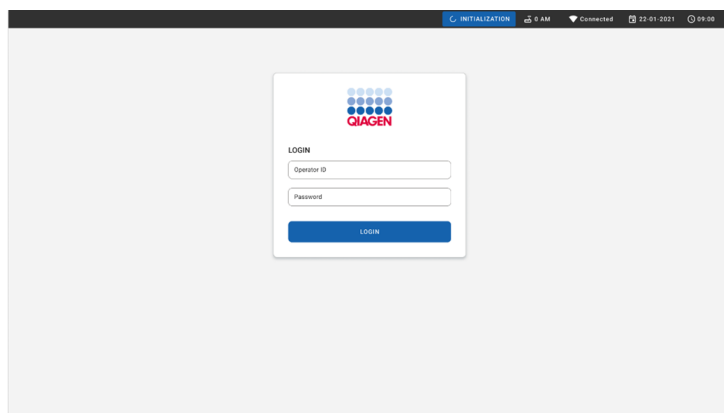 INITIALIZATION 0 AM Connected 22-01-2021 09:00
QIAGEN
LOGIN
Operator ID
Password
LOGIN